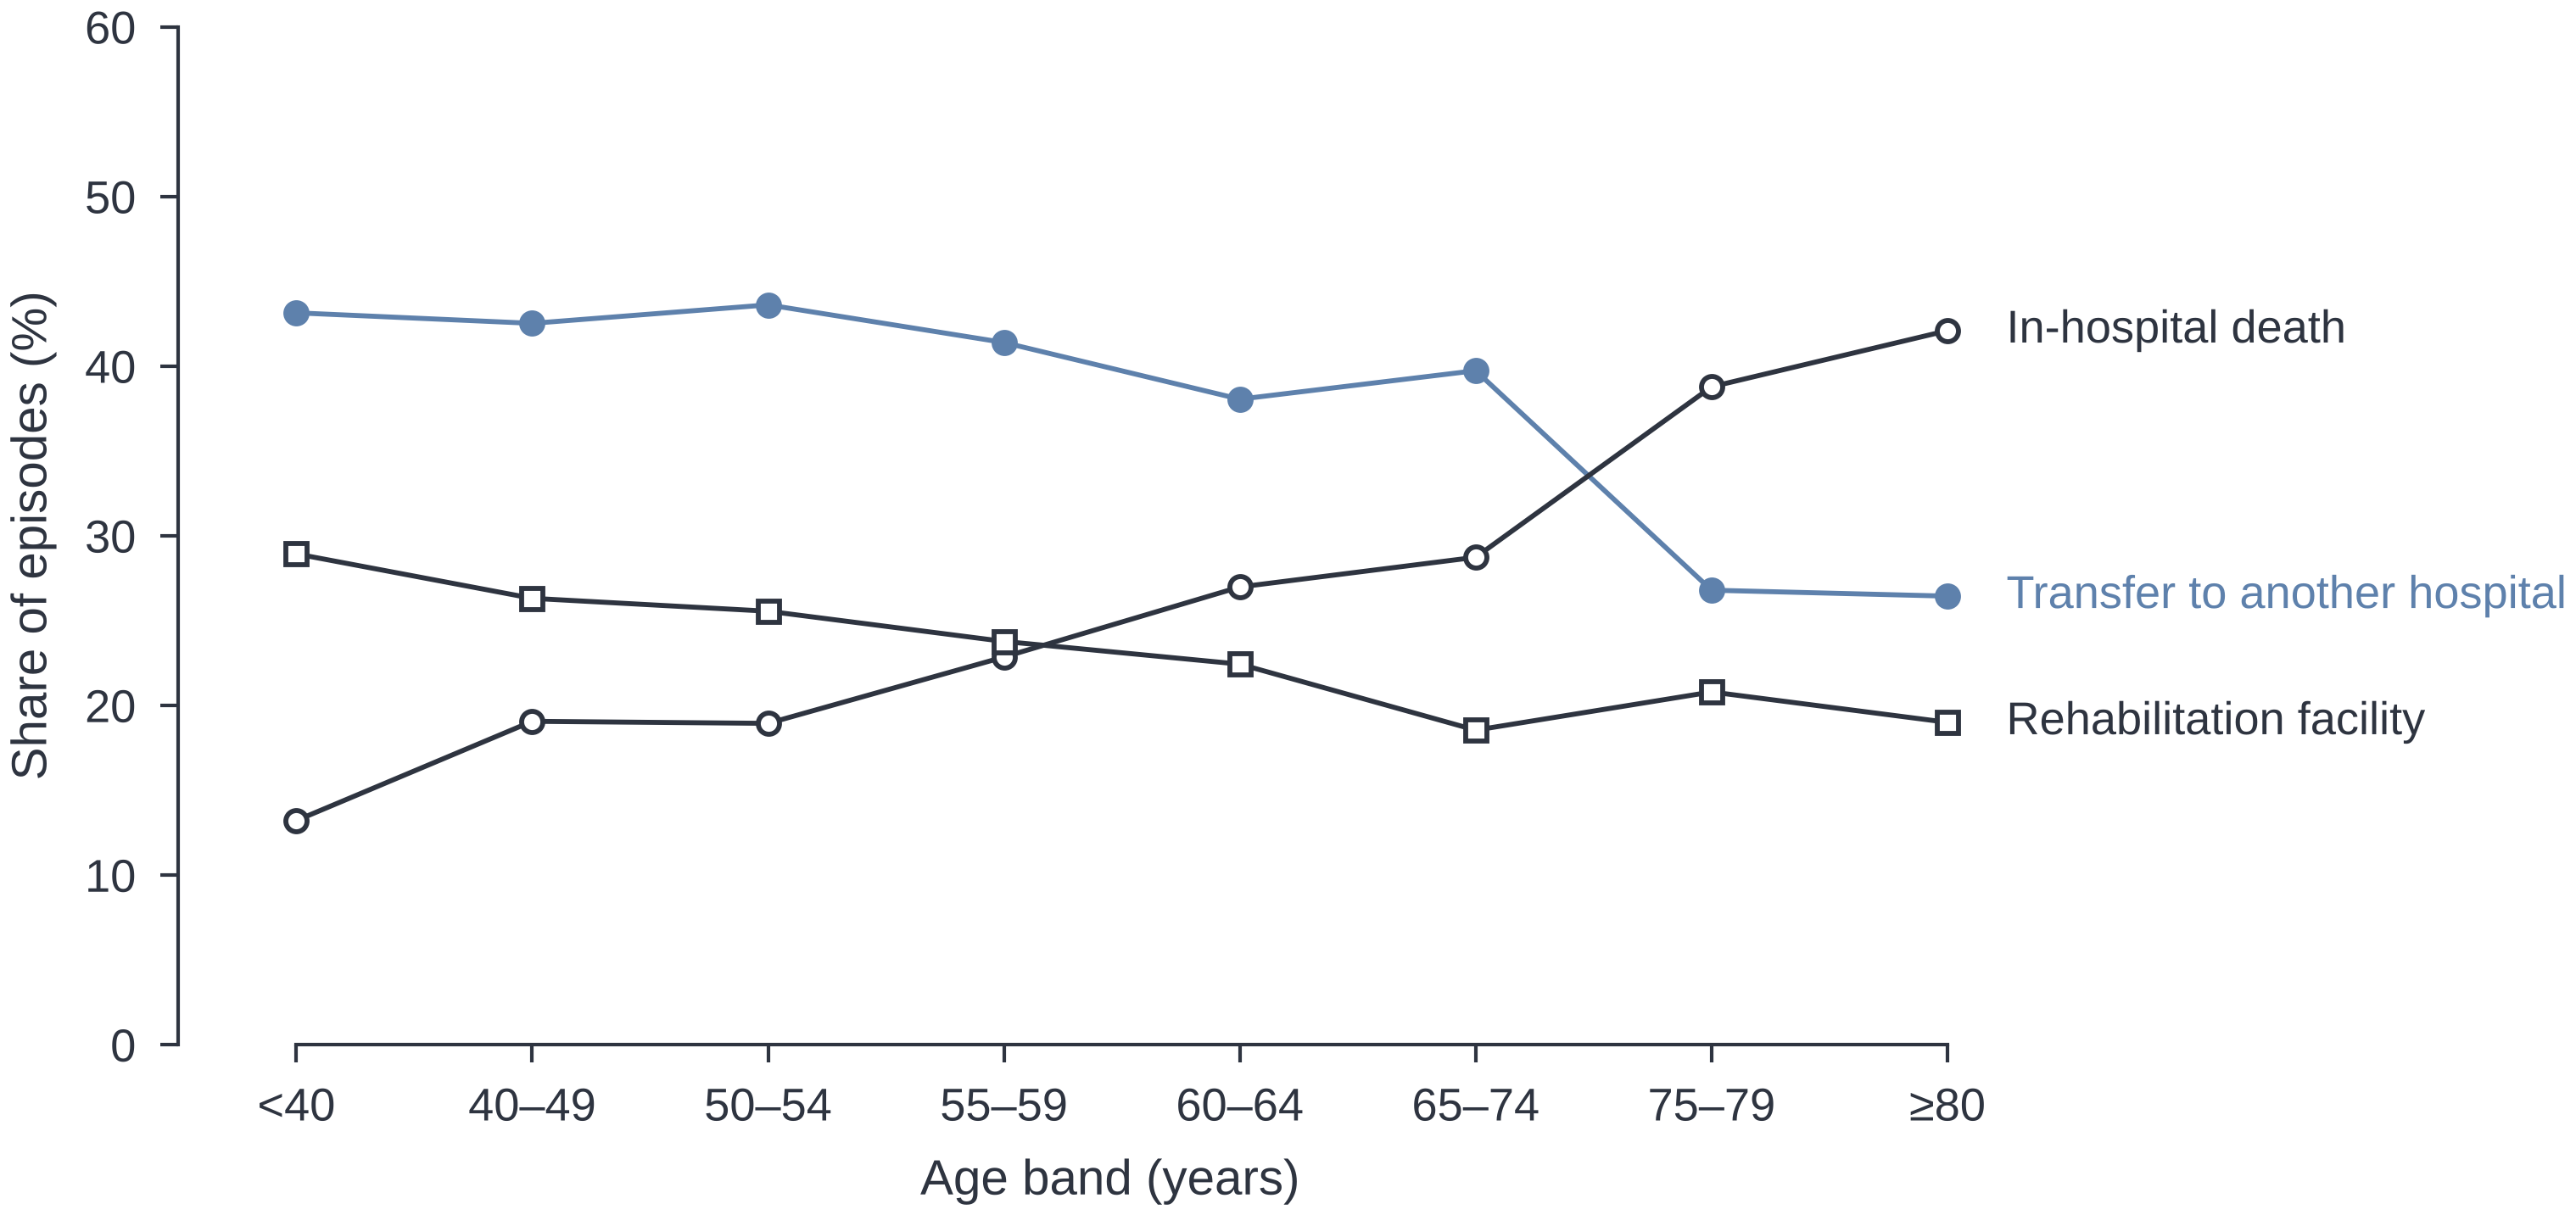 Share of episodes (%)
60
50
40
30
20
10
0
In-hospital death
Transfer to another hospital
Rehabilitation facility
<40 40–49 50–54 55–59 60–64 65–74 75–79 ≥80
Age band (years)